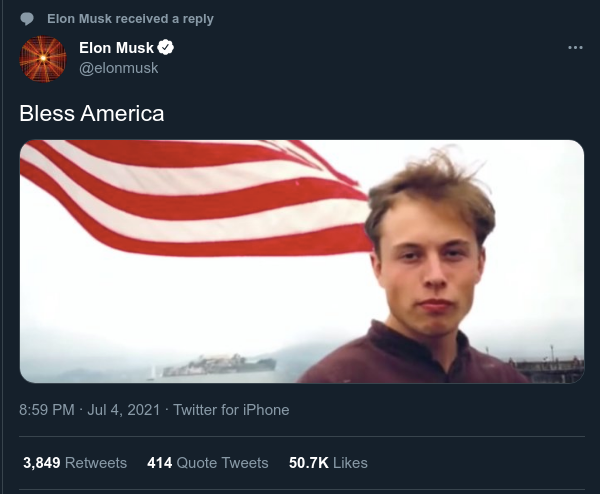 Elon Musk received a reply
Elon Musk
@elonmusk
Bless America
8:59 PM · Jul 4, 2021 · Twitter for iPhone
3,849 Retweets 414 Quote Tweets 50.7K Likes